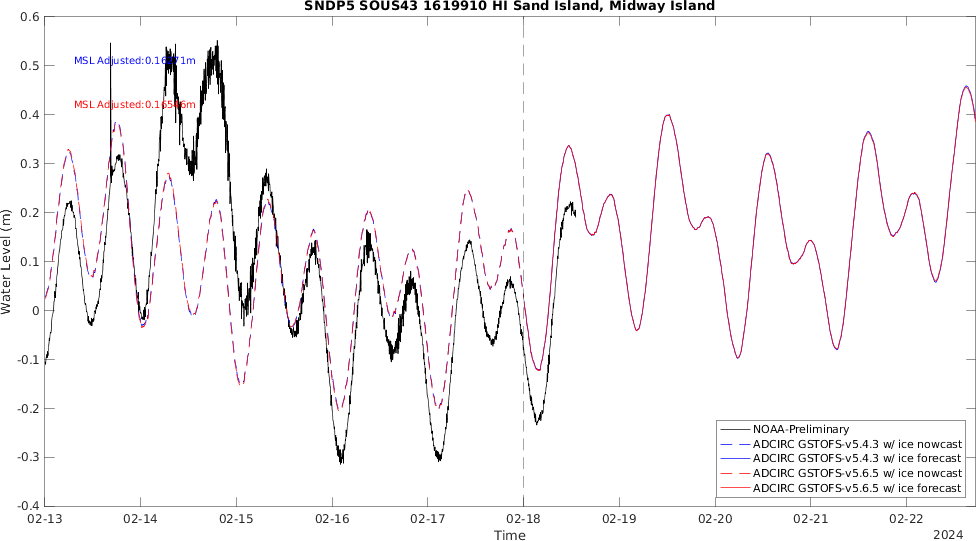 SNDP5 SOUS43 1619910 HI Sand Island, Midway Island
0.6
0.5
0.4
0.3
0.2
0.1
0
-0.1
-0.2
-0.3
-0.4
Water Level (m)
MSL Adjusted:
MSL Adjusted:
NOAA-Preliminary
ADCIRC GSTOFS-v5.4.3 w/ ice nowcast
ADCIRC GSTOFS-v5.4.3 w/ ice forecast
ADCIRC GSTOFS-v5.6.5 w/ ice nowcast
ADCIRC GSTOFS-v5.6.5 w/ ice forecast
02-13 02-14 02-15 02-16 02-17 02-18 02-19 02-20 02-21 02-22
Time
2024